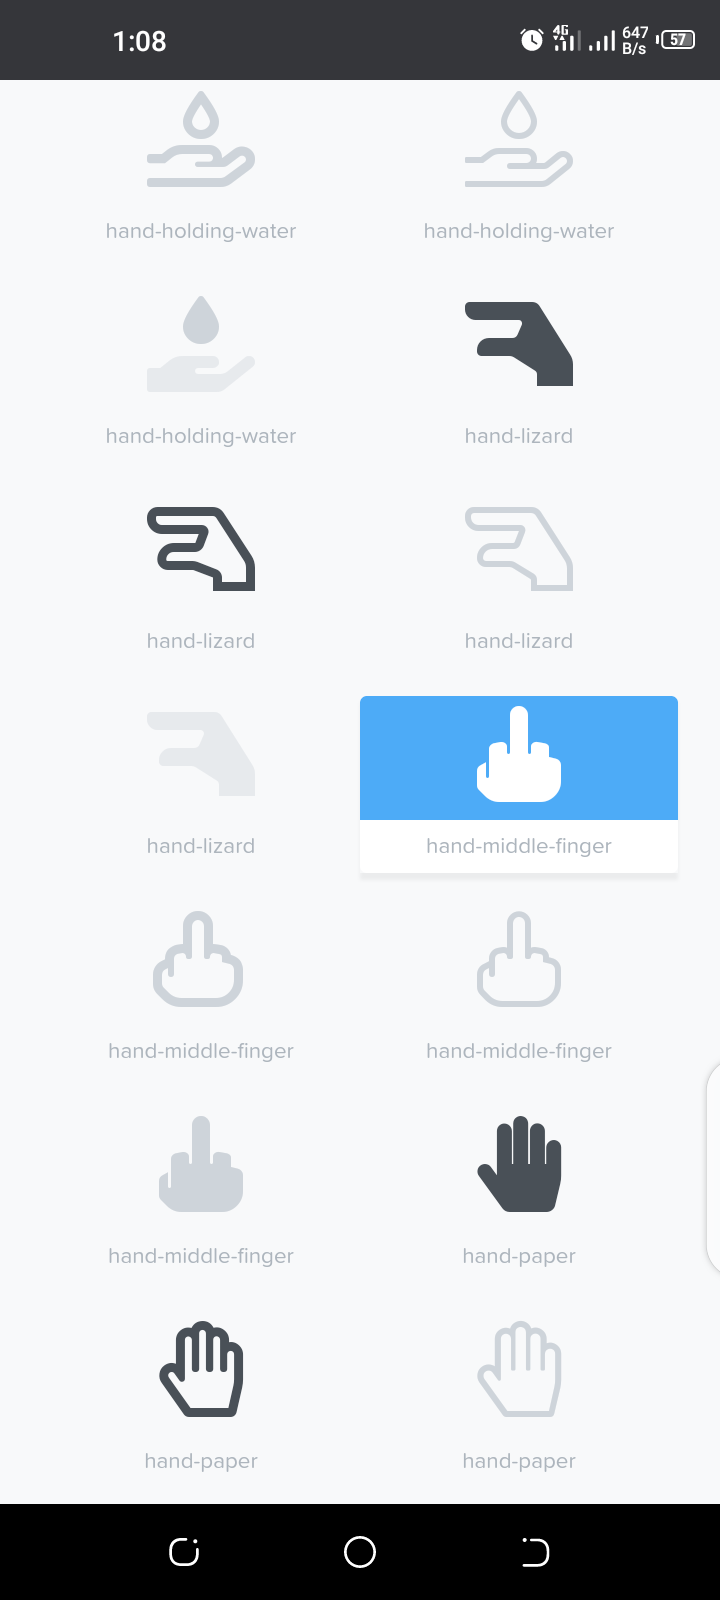 1:08
4G
647
B/s
57
hand-holding-water
hand-holding-water
hand-holding-water
hand-lizard
hand-lizard
hand-lizard
hand-lizard
hand-middle-finger
hand-middle-finger
hand-middle-finger
hand-middle-finger
hand-paper
hand-paper
hand-paper